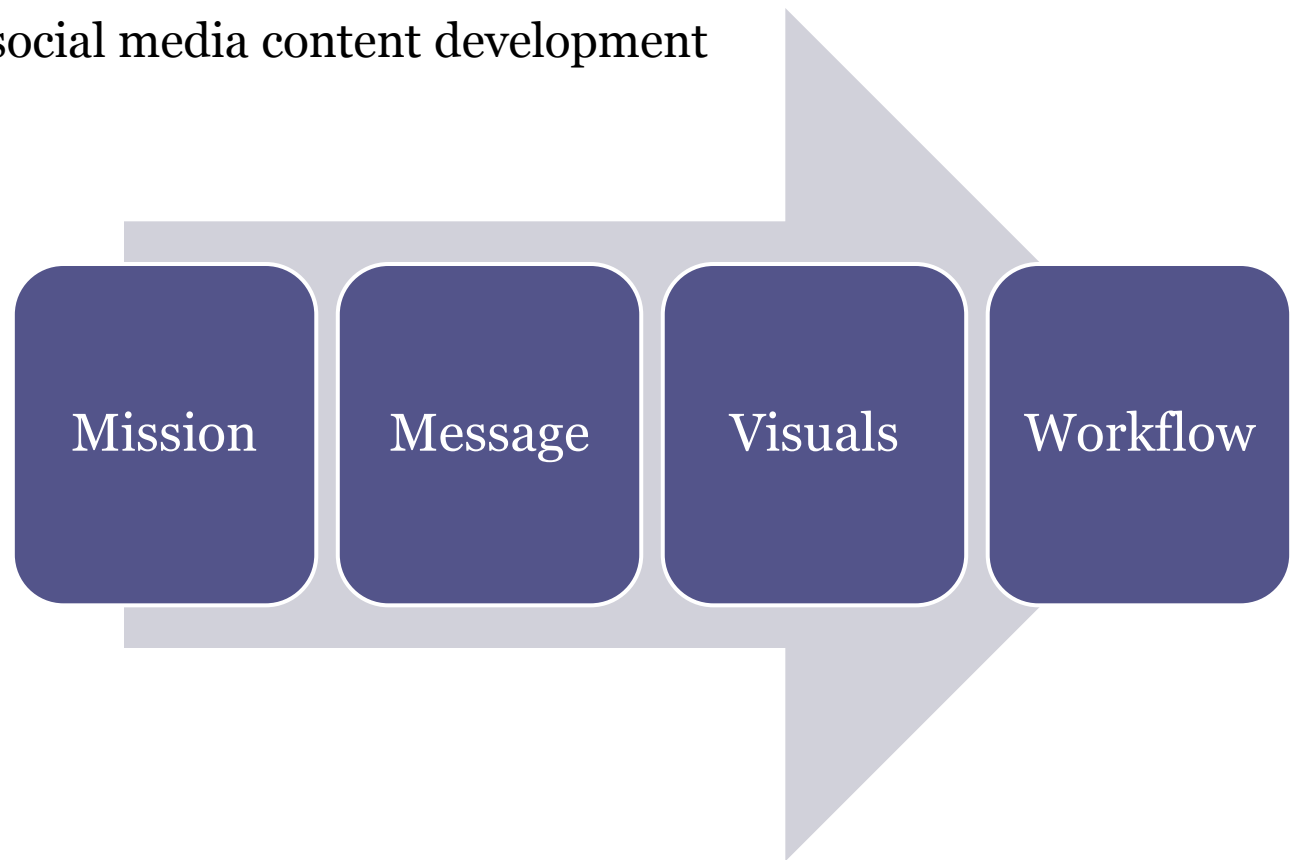 social media content development
Mission
Message
Visuals
Workflow